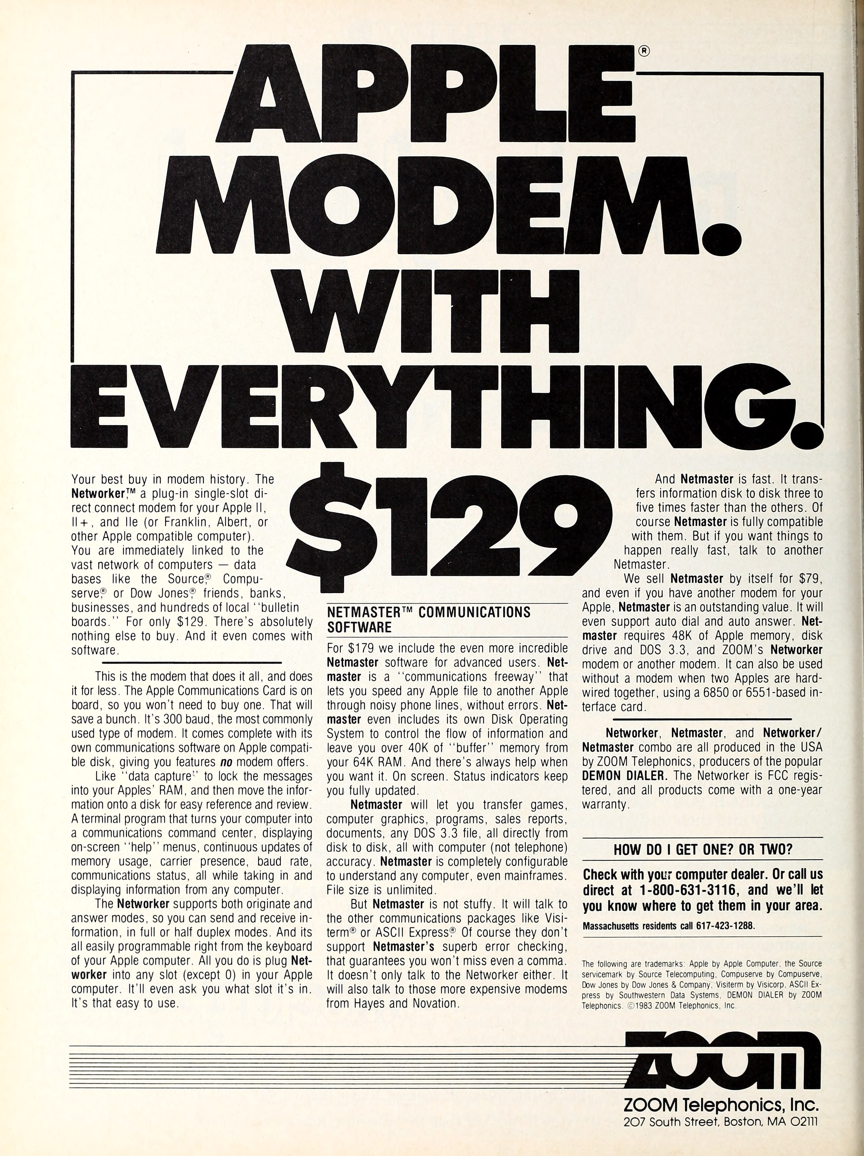 APPLE®
MODEM.
WITH
EVERYTHING.
$129
Your best buy in modem history. The
Networker,™ a plug-in single-slot di-
rect connect modem for your Apple II,
II+, and IIe (or Franklin, Albert, or
other Apple compatible computer).
You are immediately linked to the
vast network of computers — data
bases like the Source,® Compu-
serve,® or Dow Jones,® friends, banks,
businesses, and hundreds of local "bulletin
boards." For only $129. There's absolutely
nothing else to buy. And it even comes with
software.
This is the modem that does it all, and does
it for less. The Apple Communications Card is on
board, so you won't need to buy one. That will
save a bunch. It's 300 baud, the most commonly
used type of modem. It comes complete with its
own communications software on Apple compati-
ble disk, giving you features no modem offers.
Like "data capture" to lock the messages
into your Apples' RAM, and then move the infor-
mation onto a disk for easy reference and review.
A terminal program that turns your computer into
a communications command center, displaying
on-screen "help" menus, continuous updates of
memory usage, carrier presence, baud rate,
communications status, all while taking in and
displaying information from any computer.
The Networker supports both originate and
answer modes, so you can send and receive in-
formation, in full or half duplex modes. And its
all easily programmable right from the keyboard
of your Apple computer. All you do is plug Net-
worker into any slot (except 0) in your Apple
computer. It'll even ask you what slot it's in.
It's that easy to use.
NETMASTER™ COMMUNICATIONS
SOFTWARE
For $179 we include the even more incredible
Netmaster software for advanced users. Net-
master is a "communications freeway" that
lets you speed any Apple file to another Apple
through noisy phone lines, without errors. Net-
master even includes its own Disk Operating
System to control the flow of information and
leave you over 40K of "buffer" memory from
your 64K RAM. And there's always help when
you want it. On screen. Status indicators keep
you fully updated.
Netmaster will let you transfer games,
computer graphics, programs, sales reports,
documents, any DOS 3.3 file, all directly from
disk to disk, all with computer (not telephone)
accuracy. Netmaster is completely configurable
to understand any computer, even mainframes.
File size is unlimited.
But Netmaster is not stuffy. It will talk to
the other communications packages like Visi-
term® or ASCII Express.® Of course they don't
support Netmaster's superb error checking,
that guarantees you won't miss even a comma.
It doesn't only talk to the Networker either. It
will also talk to those more expensive modems
from Hayes and Novation.
And Netmaster is fast. It trans-
fers information disk to disk three to
five times faster than the others. Of
course Netmaster is fully compatible
with them. But if you want things to
happen really fast, talk to another
Netmaster.
We sell Netmaster by itself for $79,
and even if you have another modem for your
Apple, Netmaster is an outstanding value. It will
even support auto dial and auto answer. Net-
master requires 48K of Apple memory, disk
drive and DOS 3.3, and ZOOM's Networker
modem or another modem. It can also be used
without a modem when two Apples are hard-
wired together, using a 6850 or 6551-based in-
terface card.
Networker, Netmaster, and Networker/
Netmaster combo are all produced in the USA
by ZOOM Telephonics, producers of the popular
DEMON DIALER. The Networker is FCC regis-
tered, and all products come with a one-year
warranty.
HOW DO I GET ONE? OR TWO?
Check with your computer dealer. Or call us
direct at 1-800-631-3116, and we'll let
you know where to get them in your area.
Massachusetts residents call 617-423-1288.
The following are trademarks: Apple by Apple Computer, the Source
servicemark by Source Telecomputing, Compuserve by Compuserve,
Dow Jones by Dow Jones & Company, Visiterm by Visicorp, ASCII Ex-
press by Southwestern Data Systems, DEMON DIALER by ZOOM
Telephonics. ©1983 ZOOM Telephonics, Inc.
ZOOM
ZOOM Telephonics, Inc.
207 South Street, Boston, MA 02111